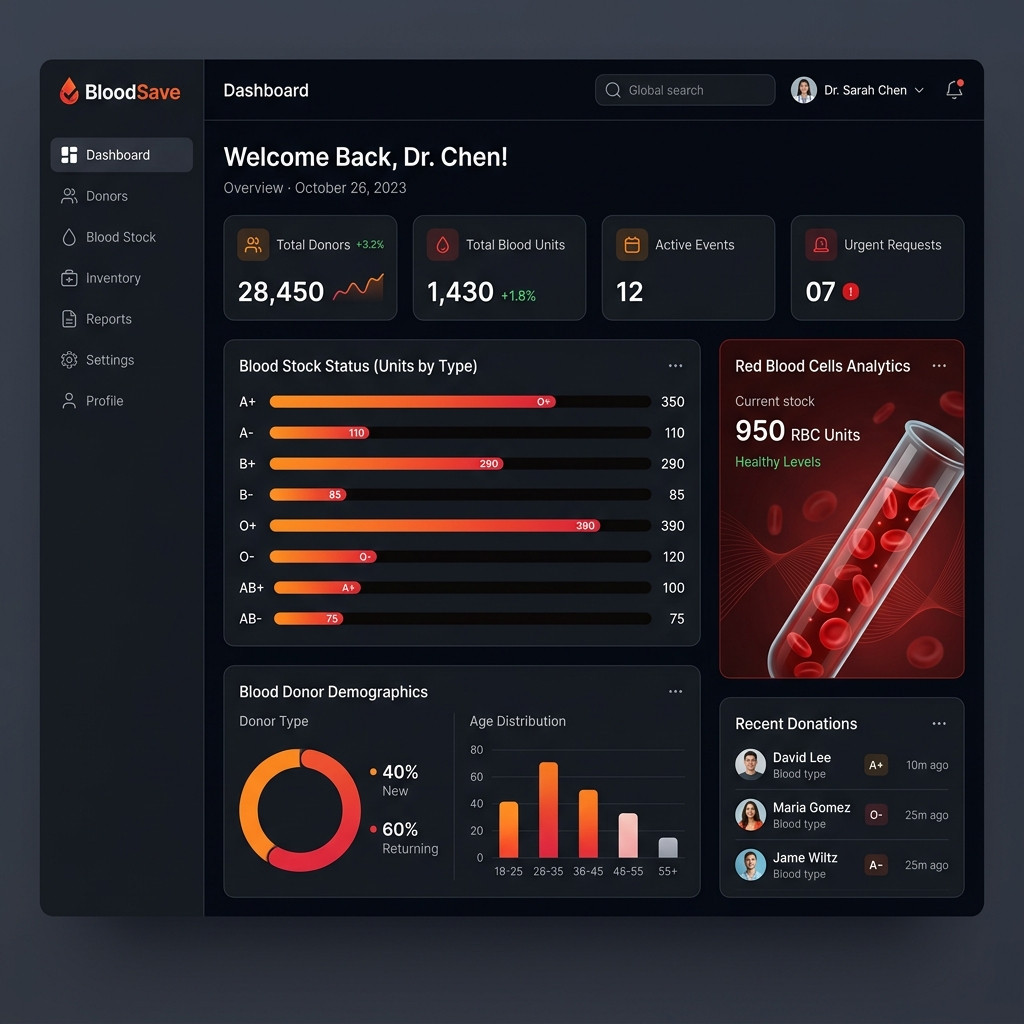 BloodSave
Dashboard
Global search
Dr. Sarah Chen
Dashboard
Donors
Blood Stock
Inventory
Reports
Settings
Profile
Welcome Back, Dr. Chen!
Overview · October 26, 2023
Total Donors +3.2%
28,450
Total Blood Units
1,430 +1.8%
Active Events
12
Urgent Requests
07 !
Blood Stock Status (Units by Type) ···
A+ O+ 350
A- 110 110
B+ 290 290
B- 85 85
O+ 390 390
O- O- 120
AB+ A+ 100
AB- 75 75
Red Blood Cells Analytics ···
Current stock
950 RBC Units
Healthy Levels
Blood Donor Demographics ···
Donor Type
40%
New
60%
Returning
Age Distribution
80
60
40
20
0
18-25 26-35 36-45 46-55 55+
Recent Donations ···
David Lee
Blood type
A+ 10m ago
Maria Gomez
Blood type
O- 25m ago
Jame Wiltz
Blood type
A- 25m ago